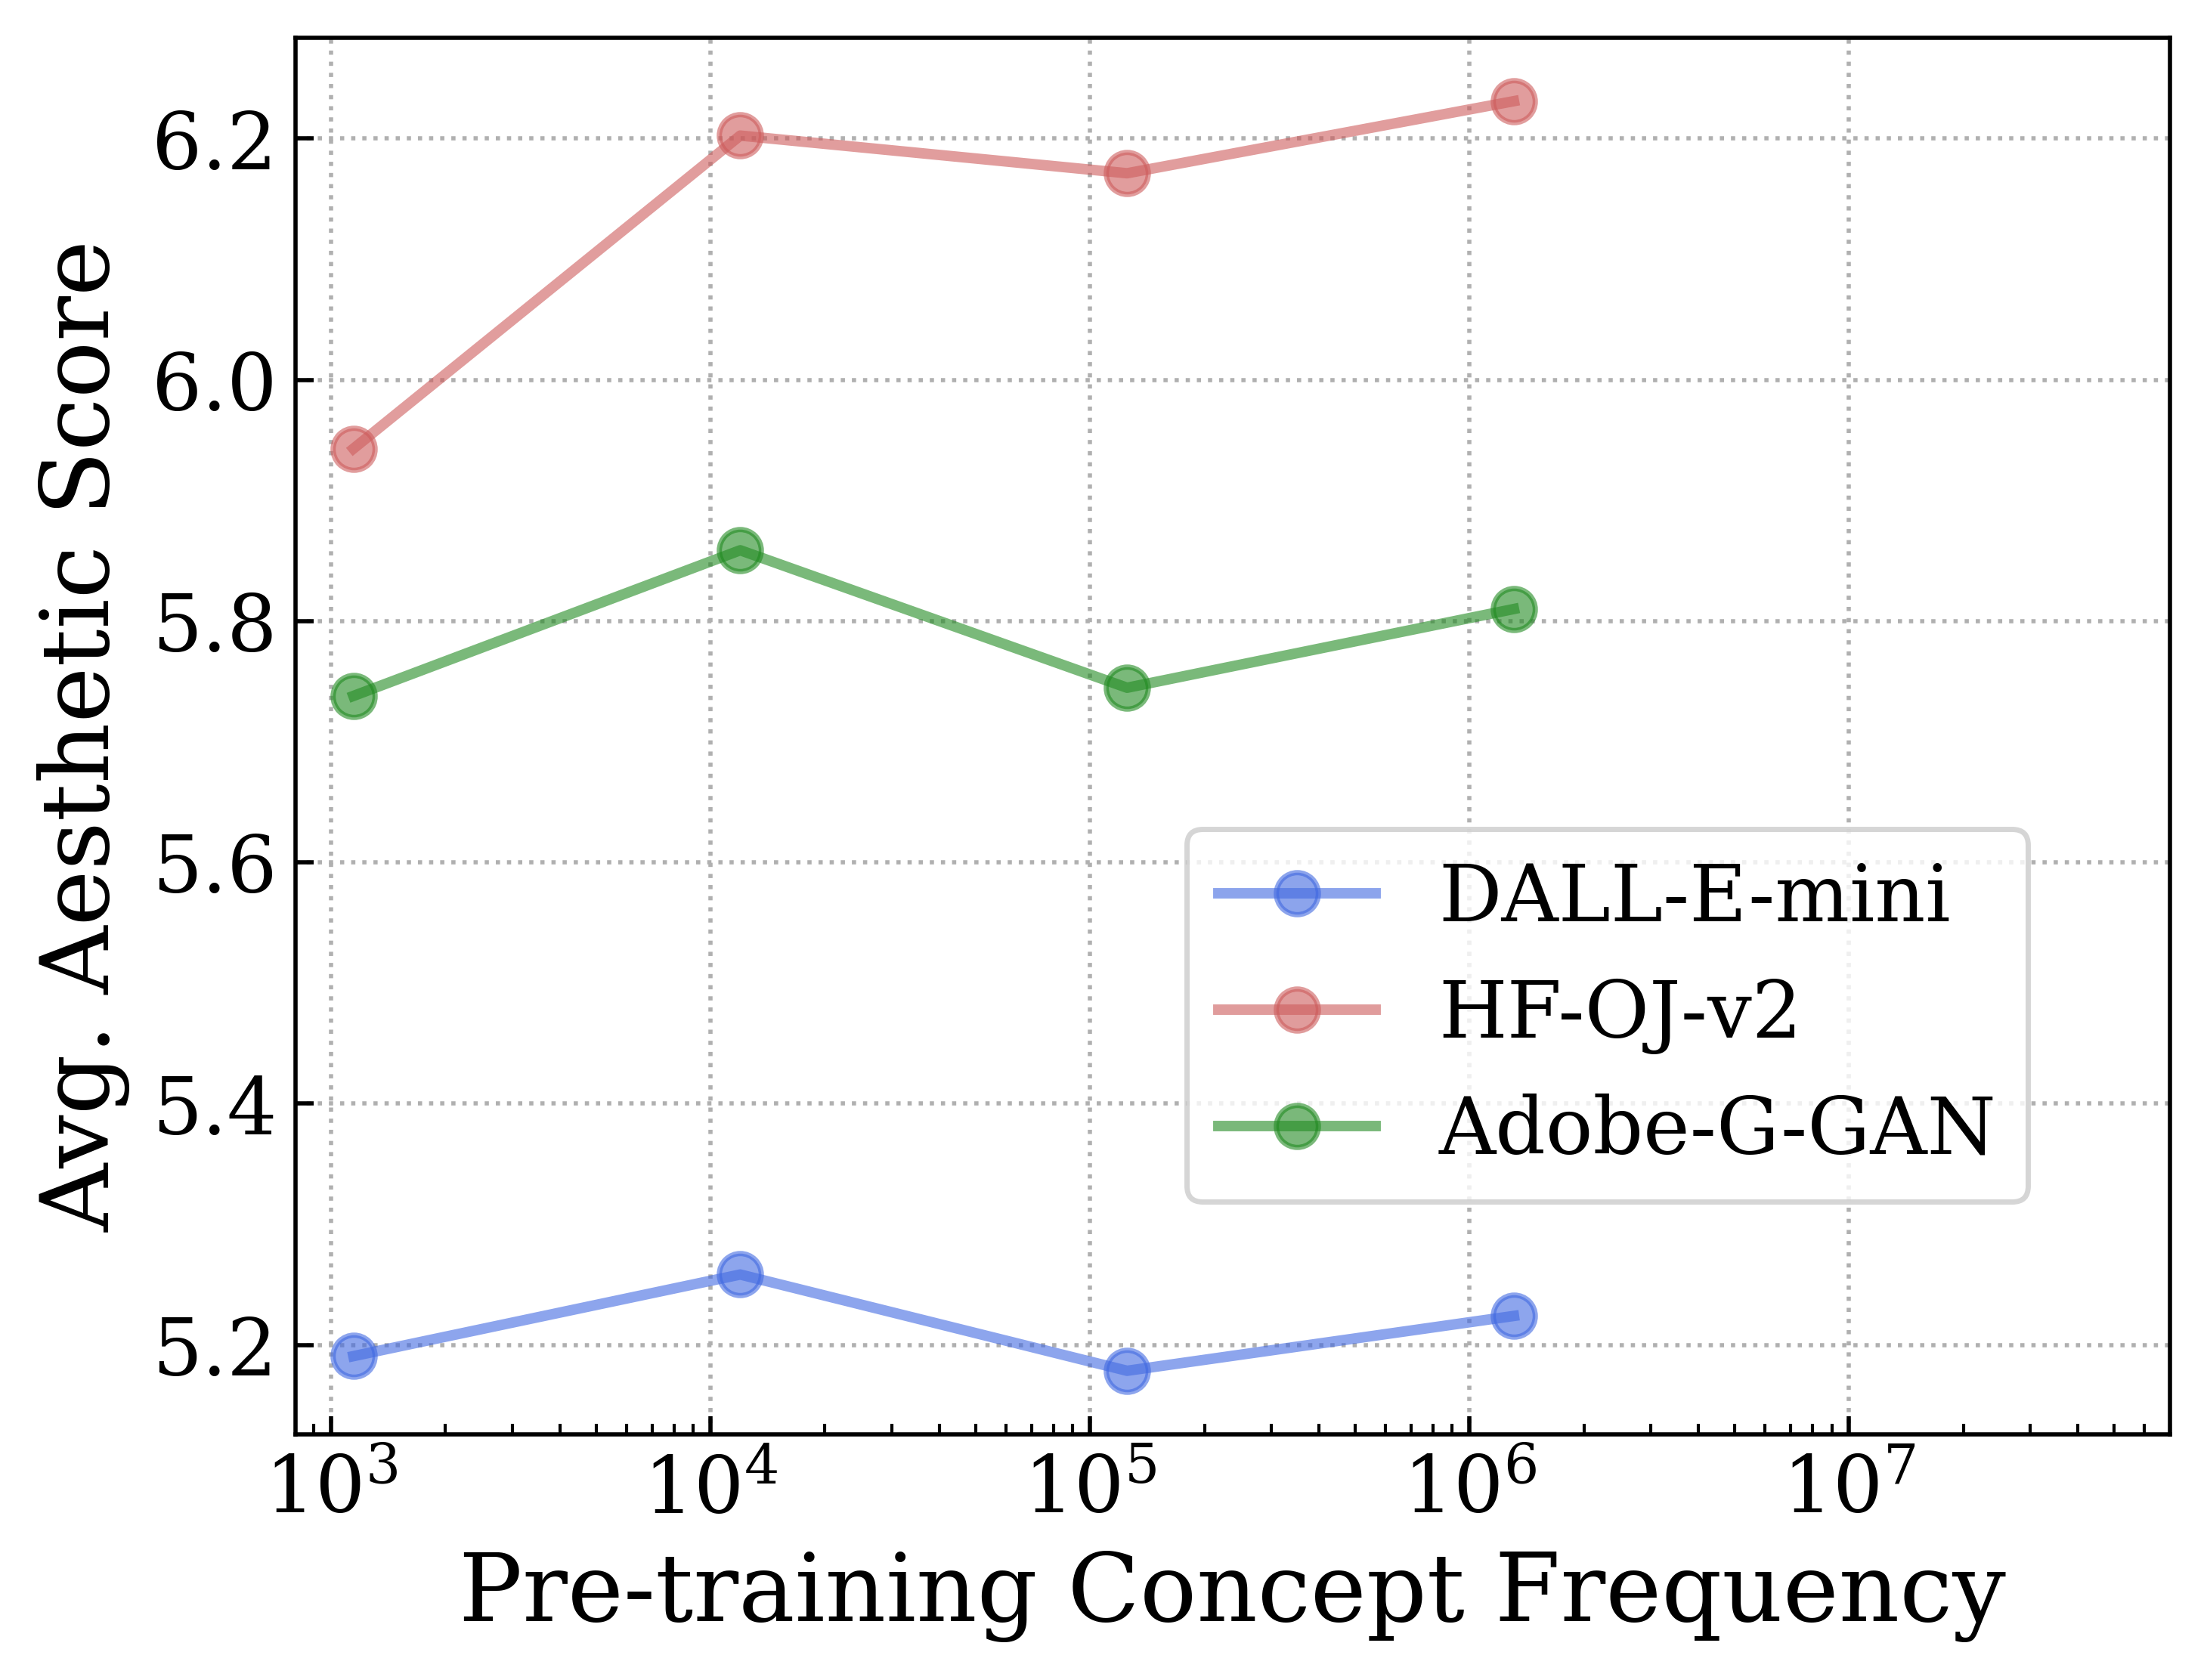 Avg. Aesthetic Score
6.2
6.0
5.8
5.6
5.4
5.2
DALL-E-mini
HF-OJ-v2
Adobe-G-GAN
10³ 10⁴ 10⁵ 10⁶ 10⁷
Pre-training Concept Frequency